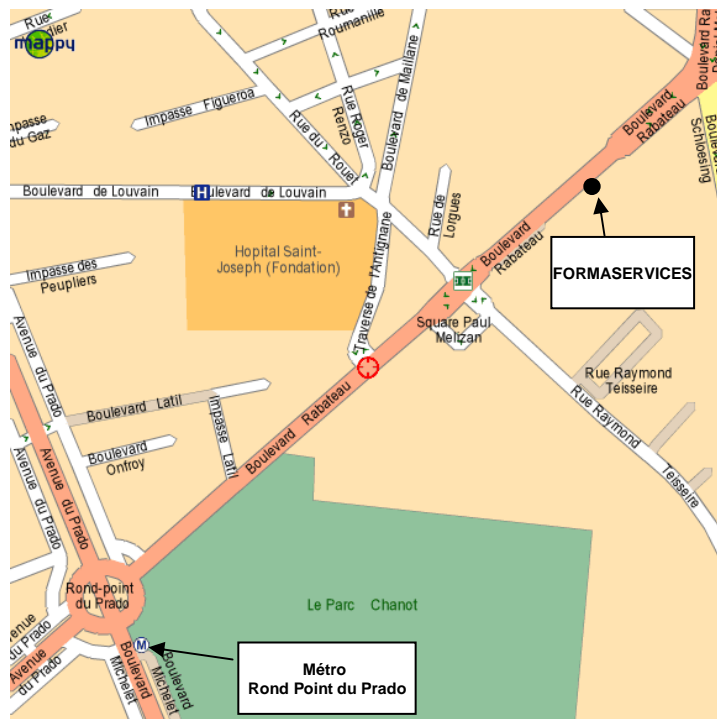 mappy
Rue
Roumanille
Boulevard de Maillane
Impasse Figueroa
Rue Roger
Renzo
Rue du Rouet
du Gaz
Boulevard de Louvain
H
Boulevard de Louvain
Rue de
Lorgues
Boulevard
Rabateau
Boulevard
Schloesing
Hopital Saint-
Joseph (Fondation)
Traverse de l'Antignane
Boulevard
Rabateau
FORMASERVICES
Impasse des
Peupliers
Square Paul
Melizan
Rue Raymond
Teisseire
Rue Raymond
Teisseire
Avenue du Prado
Boulevard Latil
Impasse Latil
Boulevard Rabateau
Boulevard
Onfroy
Avenue du Prado
Avenue du Prado
Rond-point
du Prado
Le Parc Chanot
Avenue
du Prado
Avenue
du Prado
M
Boulevard
Michelet
Boulevard
Michelet
Métro
Rond Point du Prado